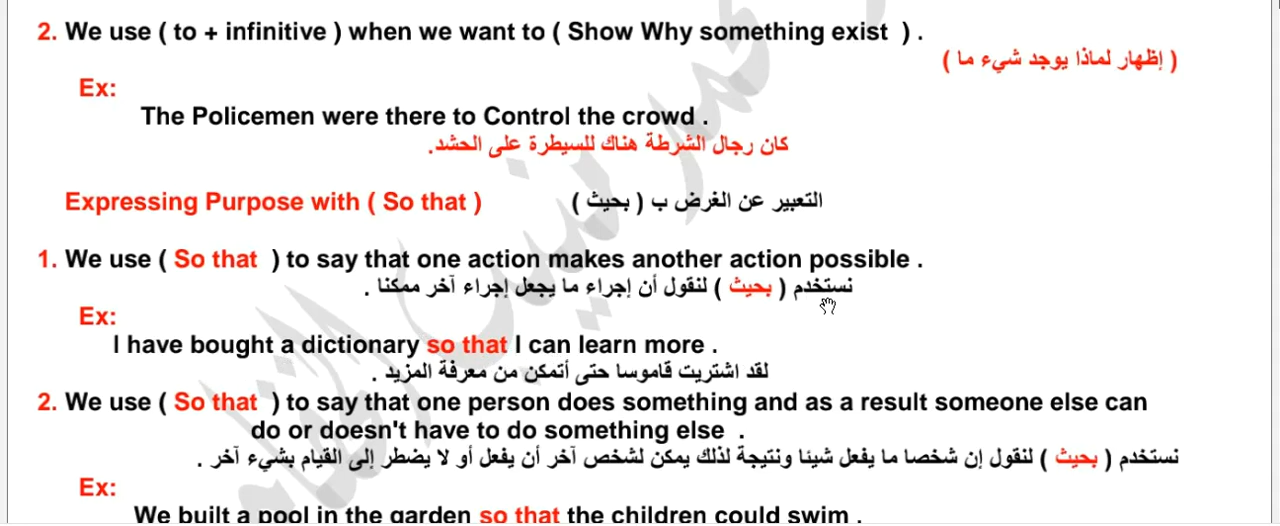 2. We use ( to + infinitive ) when we want to ( Show Why something exist ) .
( إظهار لماذا يوجد شيء ما )
Ex:
The Policemen were there to Control the crowd .
كان رجال الشرطة هناك للسيطرة على الحشد.
Expressing Purpose with ( So that ) التعبير عن الغرض ب ( بحيث )
1. We use ( So that ) to say that one action makes another action possible .
نستخدم ( بحيث ) لنقول أن إجراء ما يجعل إجراء آخر ممكنا .
Ex:
I have bought a dictionary so that I can learn more .
لقد اشتريت قاموسا حتى أتمكن من معرفة المزيد .
2. We use ( So that ) to say that one person does something and as a result someone else can
do or doesn't have to do something else .
نستخدم ( بحيث ) لنقول إن شخصا ما يفعل شيئا ونتيجة لذلك يمكن لشخص آخر أن يفعل أو لا يضطر إلى القيام بشيء آخر .
Ex:
We built a pool in the garden so that the children could swim .